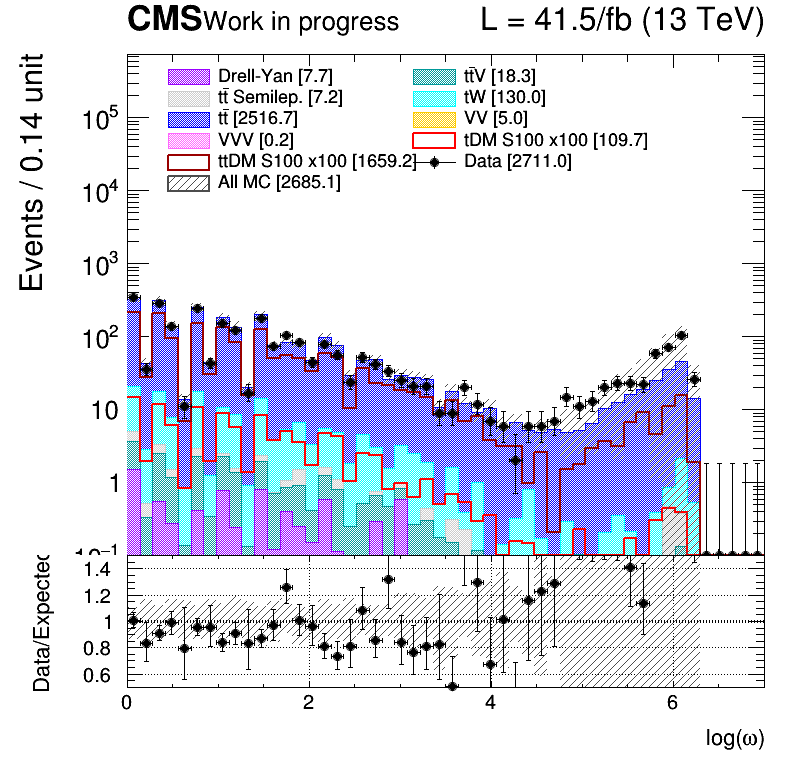 CMS Work in progress L = 41.5/fb (13 TeV)
Events / 0.14 unit
Drell-Yan [7.7] tt̄V [18.3]
tt̄ Semilep. [7.2] tW [130.0]
tt̄ [2516.7] VV [5.0]
VVV [0.2] tDM S100 x100 [109.7]
ttDM S100 x100 [1659.2] Data [2711.0]
All MC [2685.1]
10⁵
10⁴
10³
10²
10
1
10⁻¹
Data/Expected
1.4
1.2
1
0.8
0.6
0 2 4 6
log(ω)